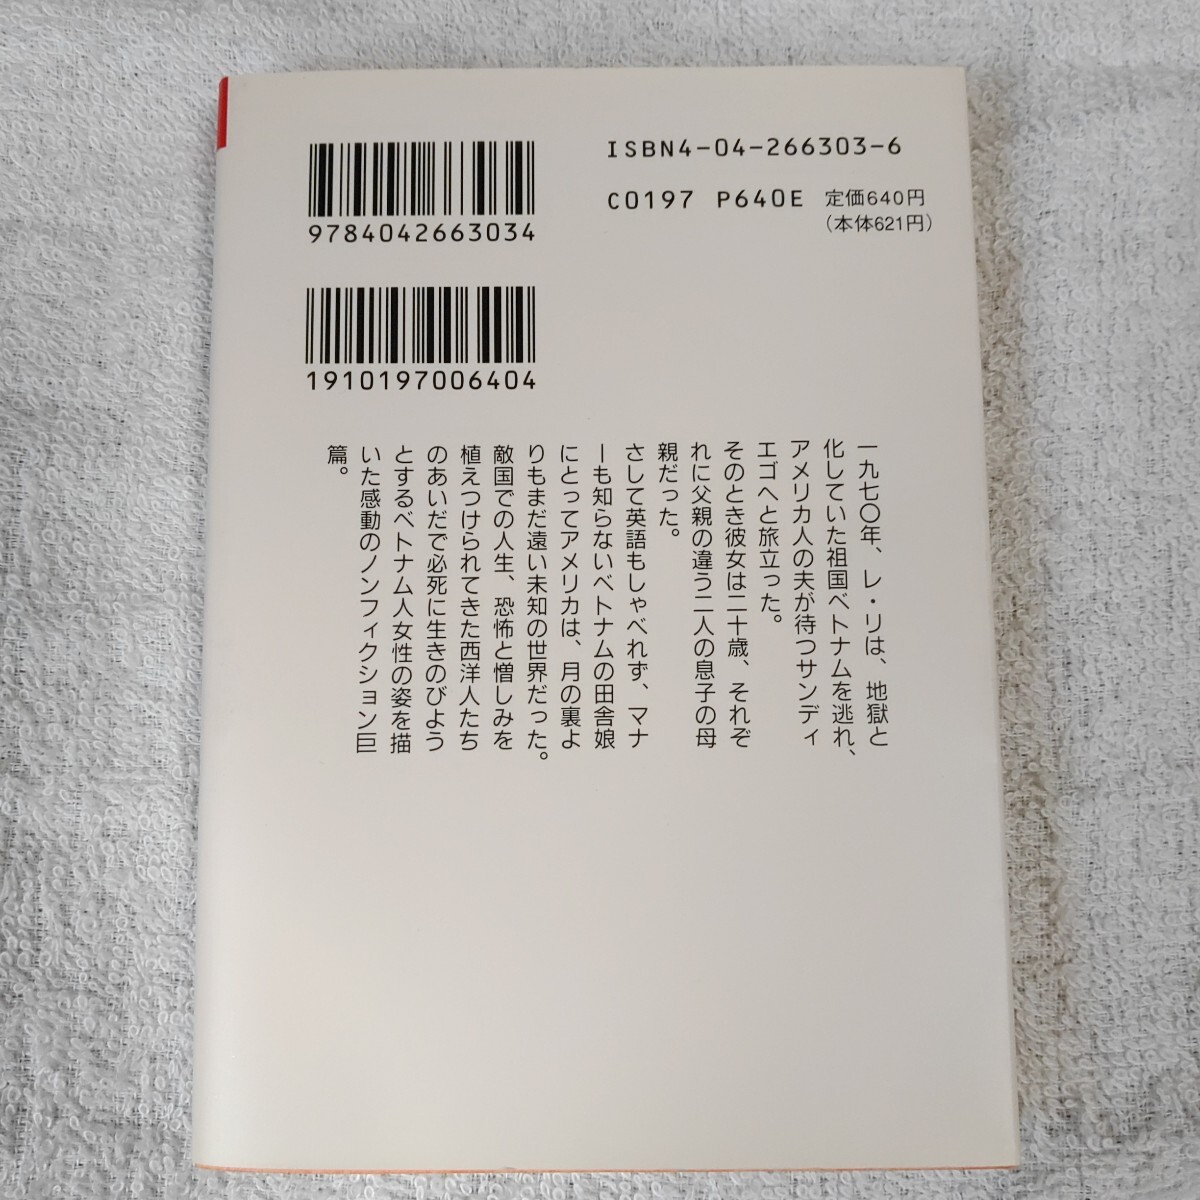 ISBN4-04-266303-6
C0197 P640E 定価640円
(本体621円)
9784042663034
1910197006404
一九七〇年、レ・リは、地獄と
化していた祖国ベトナムを逃れ、
アメリカ人の夫が待つサンディ
エゴへと旅立った。
そのとき彼女は二十歳、それぞ
れに父親の違う二人の息子の母
親だった。
さして英語もしゃべれず、マナ
ーも知らないベトナムの田舎娘
にとってアメリカは、月の裏よ
りもまだ遠い未知の世界だった。
敵国での人生、恐怖と憎しみを
植えつけられてきた西洋人たち
のあいだで必死に生きのびよう
とするベトナム人女性の姿を描
いた感動のノンフィクション巨
篇。